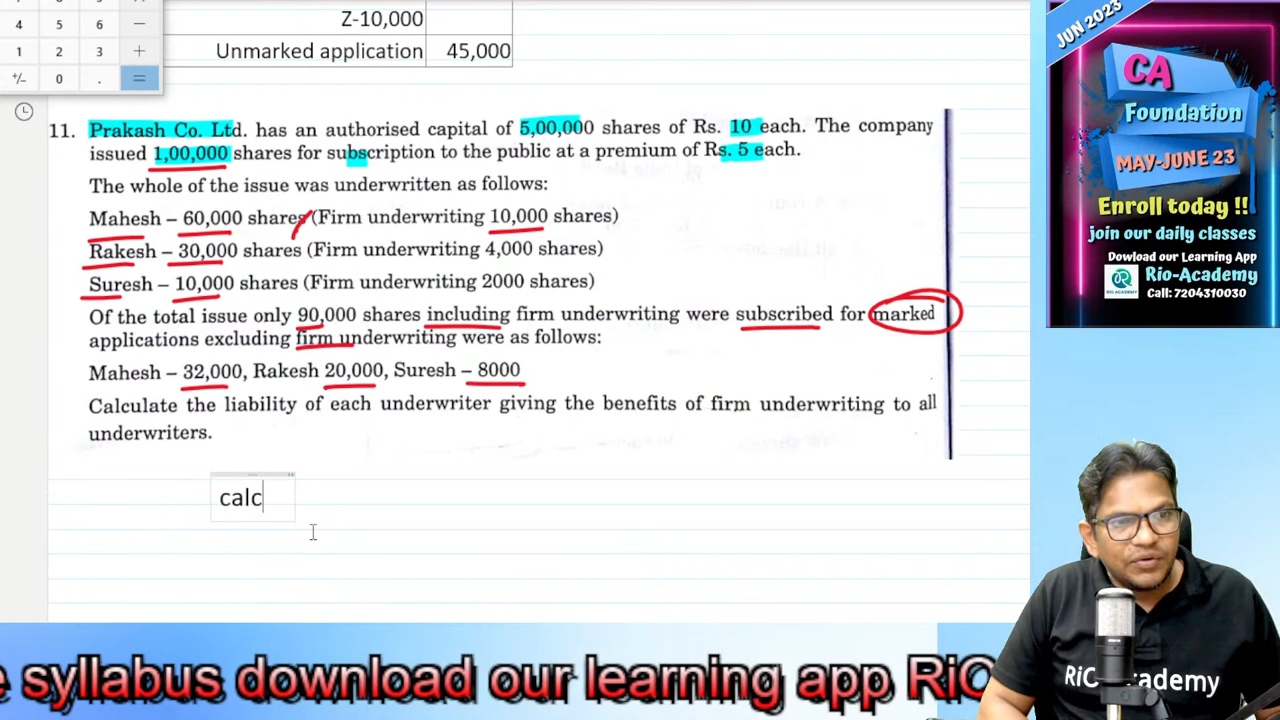 Z-10,000
4 5 6 −
Unmarked application 45,000
1 2 3 +
+/- 0 . =
11. Prakash Co. Ltd. has an authorised capital of 5,00,000 shares of Rs. 10 each. The company
issued 1,00,000 shares for subscription to the public at a premium of Rs. 5 each.
The whole of the issue was underwritten as follows:
Mahesh – 60,000 shares (Firm underwriting 10,000 shares)
Rakesh – 30,000 shares (Firm underwriting 4,000 shares)
Suresh – 10,000 shares (Firm underwriting 2000 shares)
Of the total issue only 90,000 shares including firm underwriting were subscribed for marked
applications excluding firm underwriting were as follows:
Mahesh – 32,000, Rakesh 20,000, Suresh – 8000
Calculate the liability of each underwriter giving the benefits of firm underwriting to all
underwriters.
calc
JUN 2023
CA
Foundation
MAY-JUNE 23
Enroll today !!
join our daily classes
Dowload our Learning App
Rio-Academy
Call: 7204310030
RIO ACADEMY
e syllabus download our learning app RiO
RiO Academy